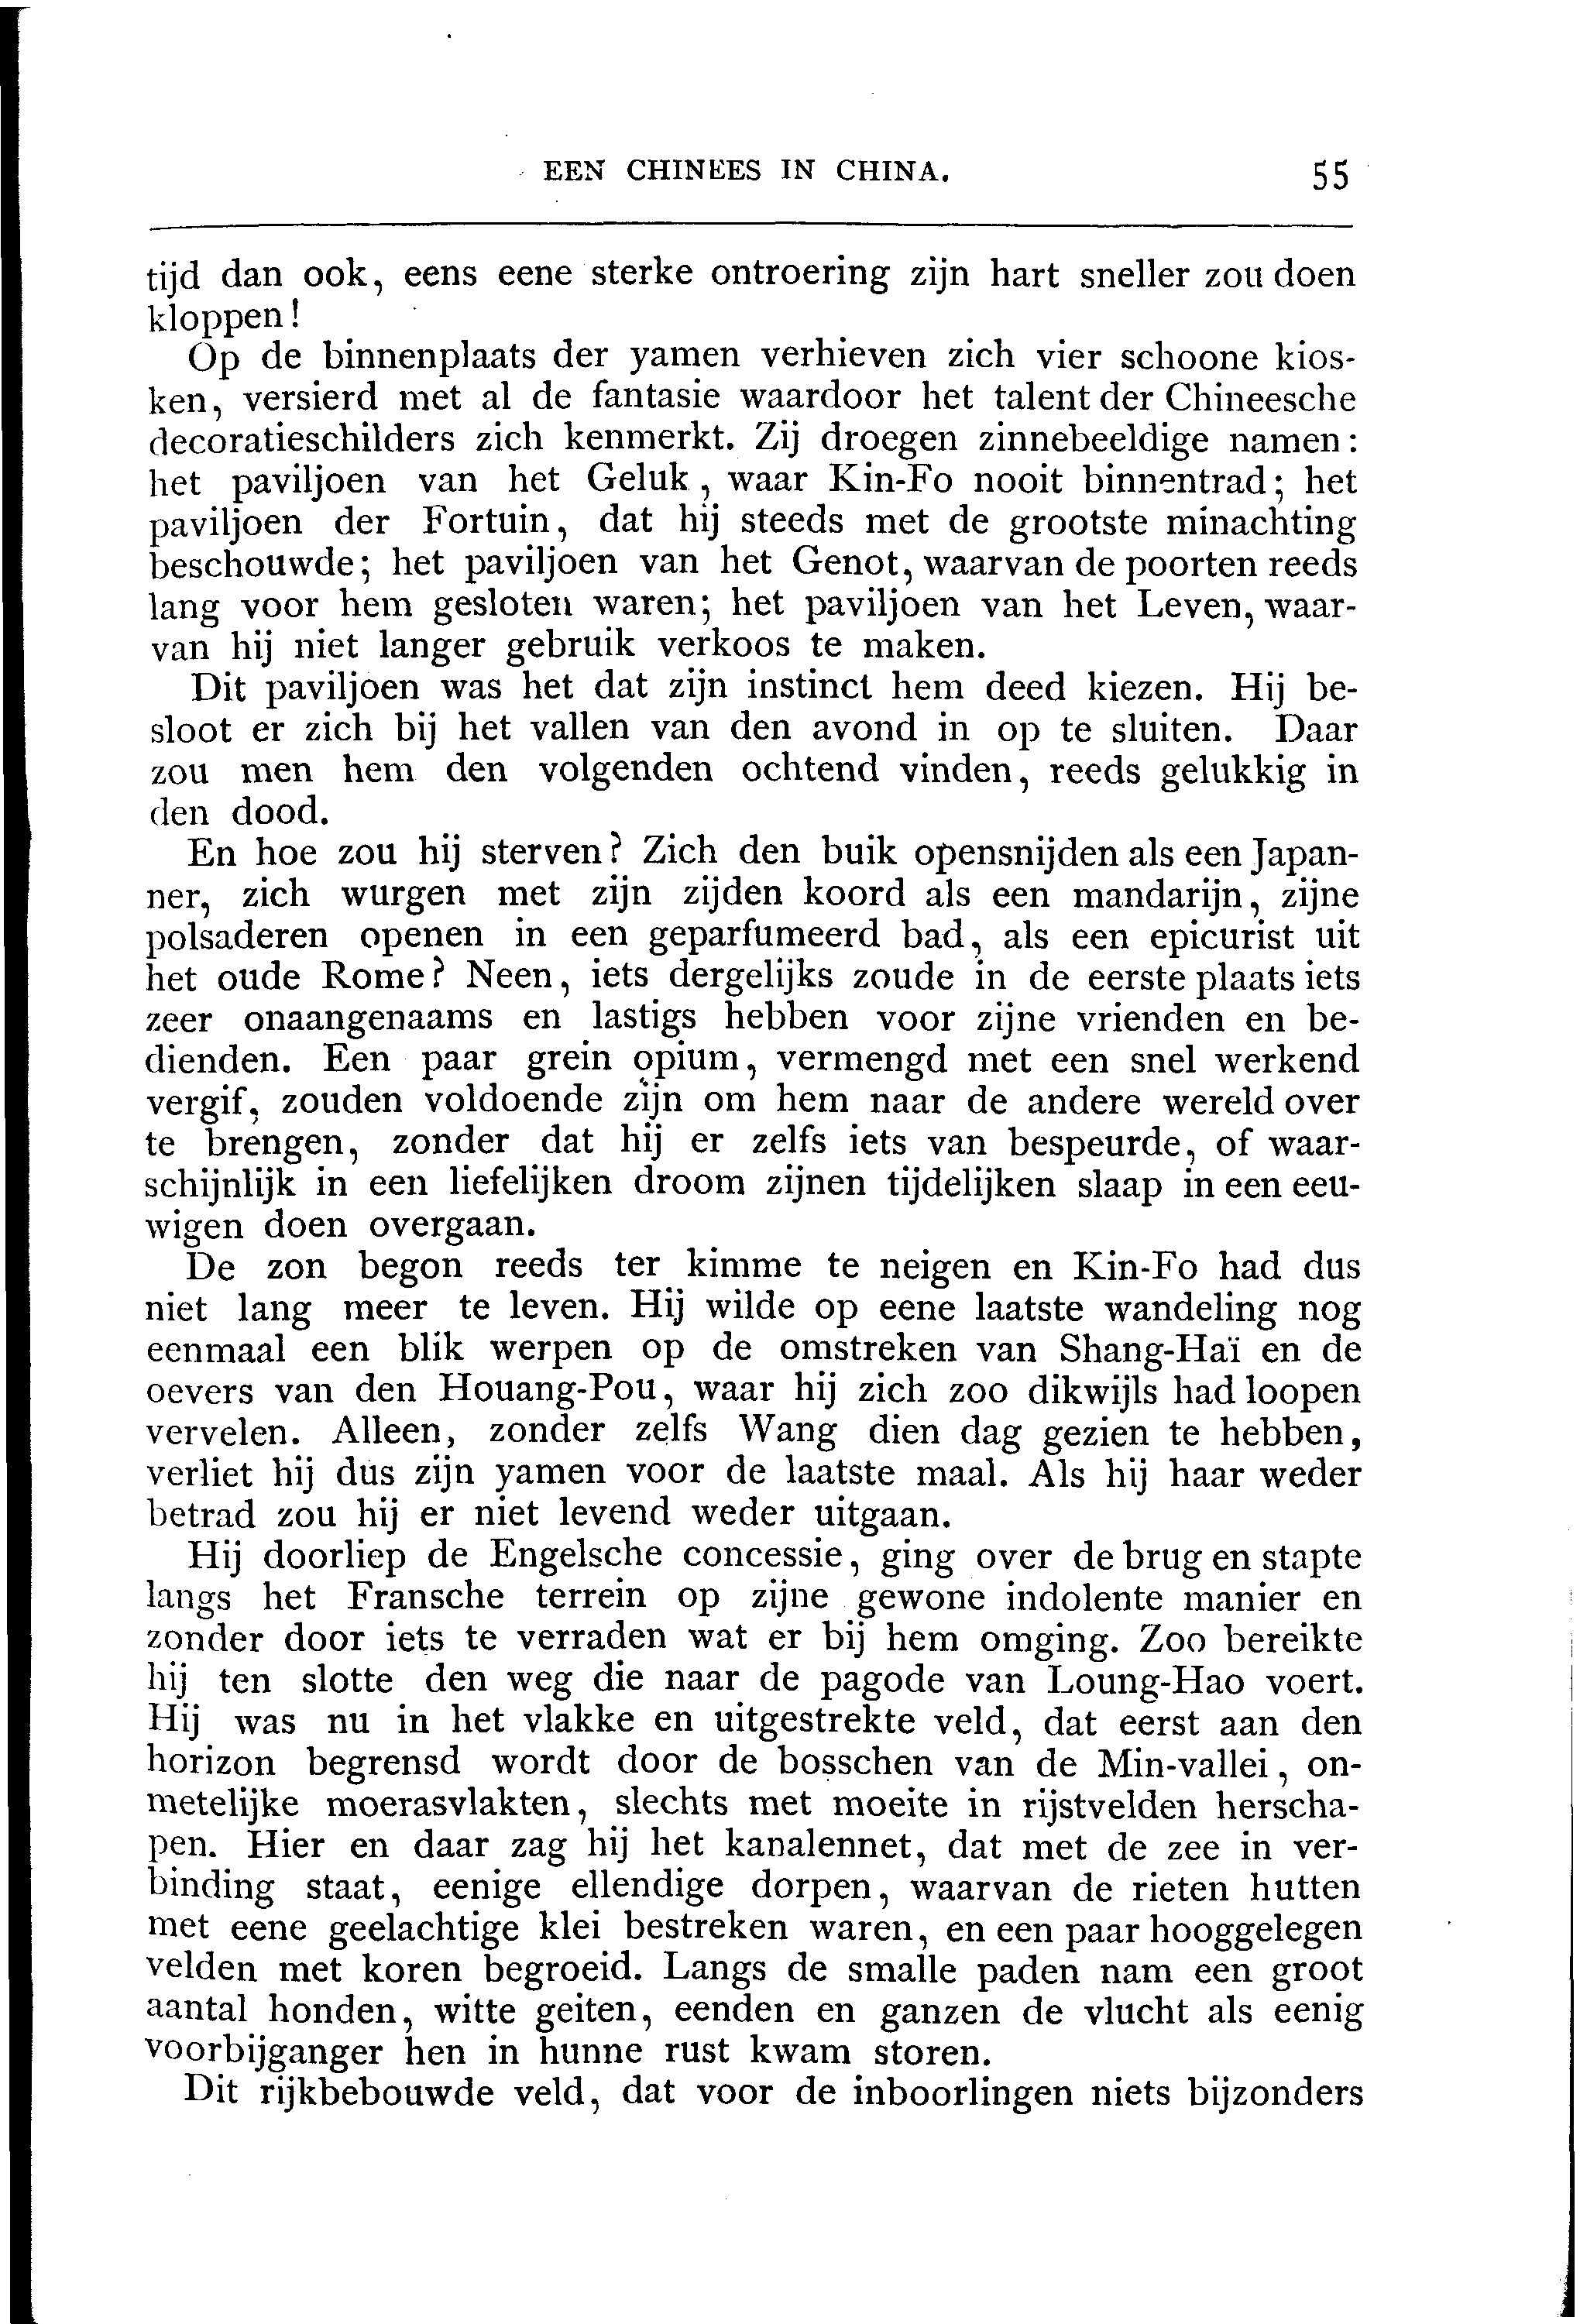 EEN CHINEES IN CHINA. 55
tijd dan ook, eens eene sterke ontroering zijn hart sneller zou doen
kloppen!
Op de binnenplaats der yamen verhieven zich vier schoone kios-
ken, versierd met al de fantasie waardoor het talent der Chineesche
decoratieschilders zich kenmerkt. Zij droegen zinnebeeldige namen:
het paviljoen van het Geluk, waar Kin-Fo nooit binnentrad; het
paviljoen der Fortuin, dat hij steeds met de grootste minachting
beschouwde; het paviljoen van het Genot, waarvan de poorten reeds
lang voor hem gesloten waren; het paviljoen van het Leven, waar-
van hij niet langer gebruik verkoos te maken.
Dit paviljoen was het dat zijn instinct hem deed kiezen. Hij be-
sloot er zich bij het vallen van den avond in op te sluiten. Daar
zou men hem den volgenden ochtend vinden, reeds gelukkig in
den dood.
En hoe zou hij sterven? Zich den buik opensnijden als een Japan-
ner, zich wurgen met zijn zijden koord als een mandarijn, zijne
polsaderen openen in een geparfumeerd bad, als een epicurist uit
het oude Rome? Neen, iets dergelijks zoude in de eerste plaats iets
zeer onaangenaams en lastigs hebben voor zijne vrienden en be-
dienden. Een paar grein opium, vermengd met een snel werkend
vergif, zouden voldoende zijn om hem naar de andere wereld over
te brengen, zonder dat hij er zelfs iets van bespeurde, of waar-
schijnlijk in een liefelijken droom zijnen tijdelijken slaap in een eeu-
wigen doen overgaan.
De zon begon reeds ter kimme te neigen en Kin-Fo had dus
niet lang meer te leven. Hij wilde op eene laatste wandeling nog
eenmaal een blik werpen op de omstreken van Shang-Haï en de
oevers van den Houang-Pou, waar hij zich zoo dikwijls had loopen
vervelen. Alleen, zonder zelfs Wang dien dag gezien te hebben,
verliet hij dus zijn yamen voor de laatste maal. Als hij haar weder
betrad zou hij er niet levend weder uitgaan.
Hij doorliep de Engelsche concessie, ging over de brug en stapte
langs het Fransche terrein op zijne gewone indolente manier en
zonder door iets te verraden wat er bij hem omging. Zoo bereikte
hij ten slotte den weg die naar de pagode van Loung-Hao voert.
Hij was nu in het vlakke en uitgestrekte veld, dat eerst aan den
horizon begrensd wordt door de bosschen van de Min-vallei, on-
metelijke moerasvlakten, slechts met moeite in rijstvelden herscha-
pen. Hier en daar zag hij het kanalennet, dat met de zee in ver-
binding staat, eenige ellendige dorpen, waarvan de rieten hutten
met eene geelachtige klei bestreken waren, en een paar hooggelegen
velden met koren begroeid. Langs de smalle paden nam een groot
aantal honden, witte geiten, eenden en ganzen de vlucht als eenig
voorbijganger hen in hunne rust kwam storen.
Dit rijkbebouwde veld, dat voor de inboorlingen niets bijzonders